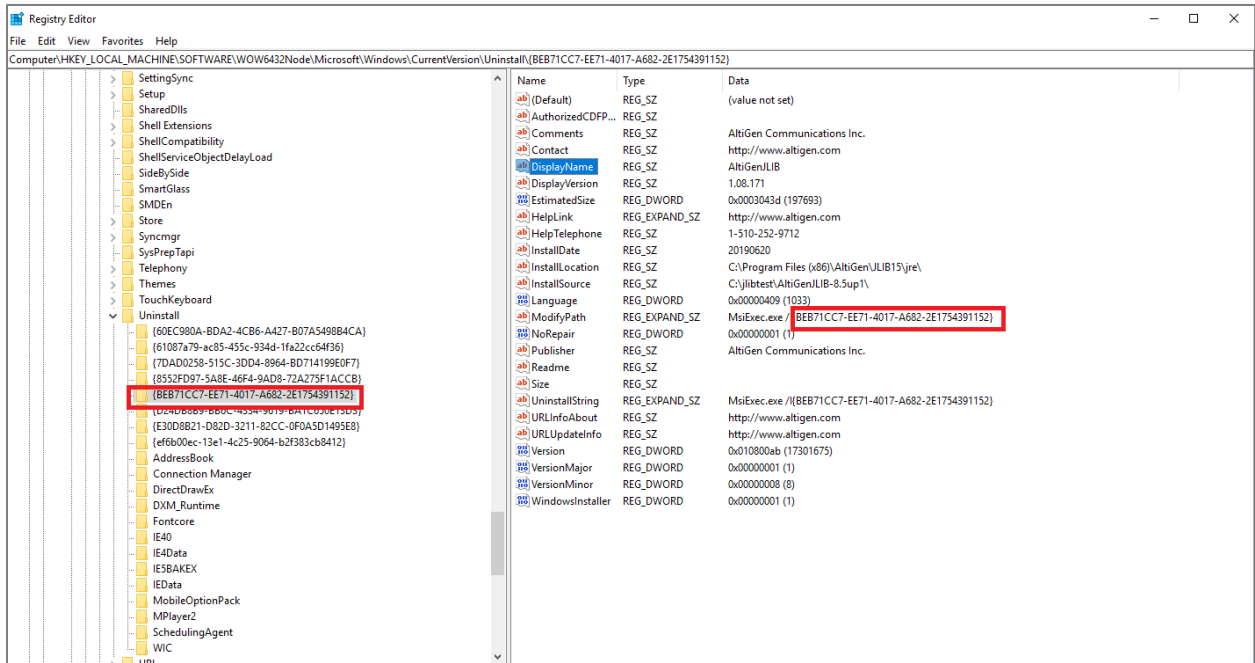 Registry Editor
File Edit View Favorites Help
Computer\HKEY_LOCAL_MACHINE\SOFTWARE\WOW6432Node\Microsoft\Windows\CurrentVersion\Uninstall\{BEB71CC7-EE71-4017-A682-2E1754391152}
SettingSync
Setup
SharedDlls
Shell Extensions
ShellCompatibility
ShellServiceObjectDelayLoad
SideBySide
SmartGlass
SMDEn
Store
Syncmgr
SysPrepTapi
Telephony
Themes
TouchKeyboard
Uninstall
{60EC980A-BDA2-4CB6-A427-B07A5498B4CA}
{61087a79-ac85-455c-934d-1fa22cc64f36}
{7DAD0258-515C-3DD4-8964-BD714199E0F7}
{8552FD97-5A8E-46F4-9AD8-72A275F1ACCB}
{BEB71CC7-EE71-4017-A682-2E1754391152}
{E30D8B21-D82D-3211-82CC-0F0A5D1495E8}
{ef6b00ec-13e1-4c25-9064-b2f383cb8412}
AddressBook
Connection Manager
DirectDrawEx
DXM_Runtime
Fontcore
IE40
IE4Data
IE5BAKEX
IEData
MobileOptionPack
MPlayer2
SchedulingAgent
WIC
Name Type Data
(Default) REG_SZ (value not set)
AuthorizedCDFP... REG_SZ
Comments REG_SZ AltiGen Communications Inc.
Contact REG_SZ http://www.altigen.com
DisplayName REG_SZ AltiGenJLIB
DisplayVersion REG_SZ 1.08.171
EstimatedSize REG_DWORD 0x0003043d (197693)
HelpLink REG_EXPAND_SZ http://www.altigen.com
HelpTelephone REG_SZ 1-510-252-9712
InstallDate REG_SZ 20190620
InstallLocation REG_SZ C:\Program Files (x86)\AltiGen\JLIB15\jre\
InstallSource REG_SZ C:\jlibtest\AltiGenJLIB-8.5up1\
Language REG_DWORD 0x00000409 (1033)
ModifyPath REG_EXPAND_SZ MsiExec.exe /{BEB71CC7-EE71-4017-A682-2E1754391152}
NoRepair REG_DWORD 0x00000001 (1)
Publisher REG_SZ AltiGen Communications Inc.
Readme REG_SZ
Size REG_SZ
UninstallString REG_EXPAND_SZ MsiExec.exe /I{BEB71CC7-EE71-4017-A682-2E1754391152}
URLInfoAbout REG_SZ http://www.altigen.com
URLUpdateInfo REG_SZ http://www.altigen.com
Version REG_DWORD 0x010800ab (17301675)
VersionMajor REG_DWORD 0x00000001 (1)
VersionMinor REG_DWORD 0x00000008 (8)
WindowsInstaller REG_DWORD 0x00000001 (1)